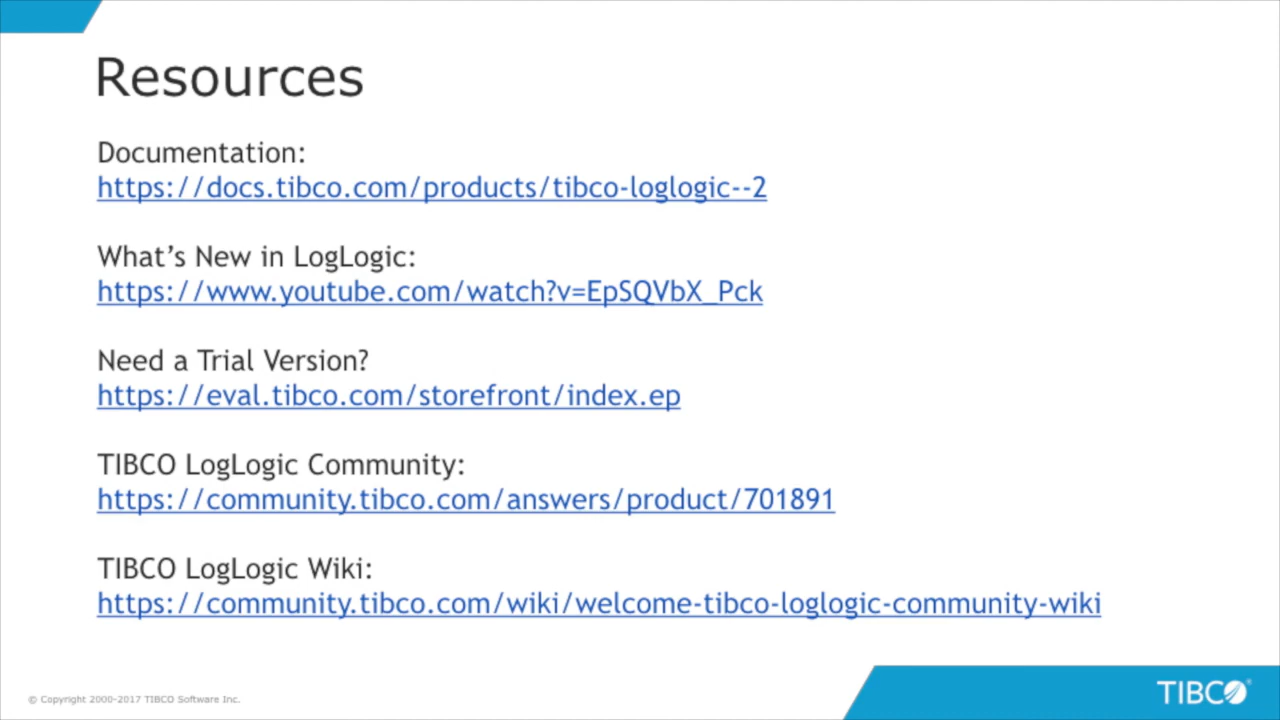 Resources
Documentation:
https://docs.tibco.com/products/tibco-loglogic--2
What's New in LogLogic:
https://www.youtube.com/watch?v=EpSQVbX_Pck
Need a Trial Version?
https://eval.tibco.com/storefront/index.ep
TIBCO LogLogic Community:
https://community.tibco.com/answers/product/701891
TIBCO LogLogic Wiki:
https://community.tibco.com/wiki/welcome-tibco-loglogic-community-wiki
© Copyright 2000-2017 TIBCO Software Inc.
TIBCO®